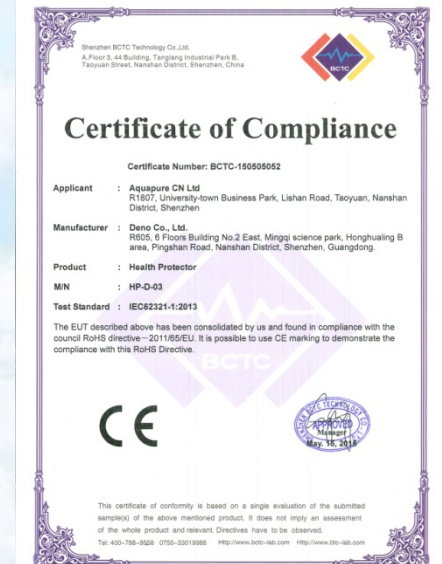 Shenzhen BCTC Technology Co.,Ltd.
A.Floor 3, 44 Building, Tanglang Industrial Park B,
Taoyuan Street, Nanshan District, Shenzhen, China
BCTC
Certificate of Compliance
Certificate Number: BCTC-150505052
Applicant : Aquapure CN Ltd
R1807, University-town Business Park, Lishan Road, Taoyuan, Nanshan
District, Shenzhen
Manufacturer : Deno Co., Ltd.
R605, 6 Floors Building No.2 East, Mingqi science park, Honghualing B
area, Pingshan Road, Nanshan District, Shenzhen, Guangdong.
Product : Health Protector
M/N : HP-D-03
Test Standard : IEC62321-1:2013
The EUT described above has been consolidated by us and found in compliance with the
council RoHS directive—2011/65/EU. It is possible to use CE marking to demonstrate the
compliance with this RoHS Directive.
BCTC
CE
SHENZHEN BCTC TECHNOLOGY CO.
APPROVED
Manager
May. 15, 2015
This certificate of conformity is based on a single evaluation of the submitted
sample(s) of the above mentioned product. It does not imply an assessment
of the whole product and relevant. Directives have to be observed.
Tel: 400-788-9558 0755-33019988 Http://www.bctc-lab.com Http://www.btc-lab.com